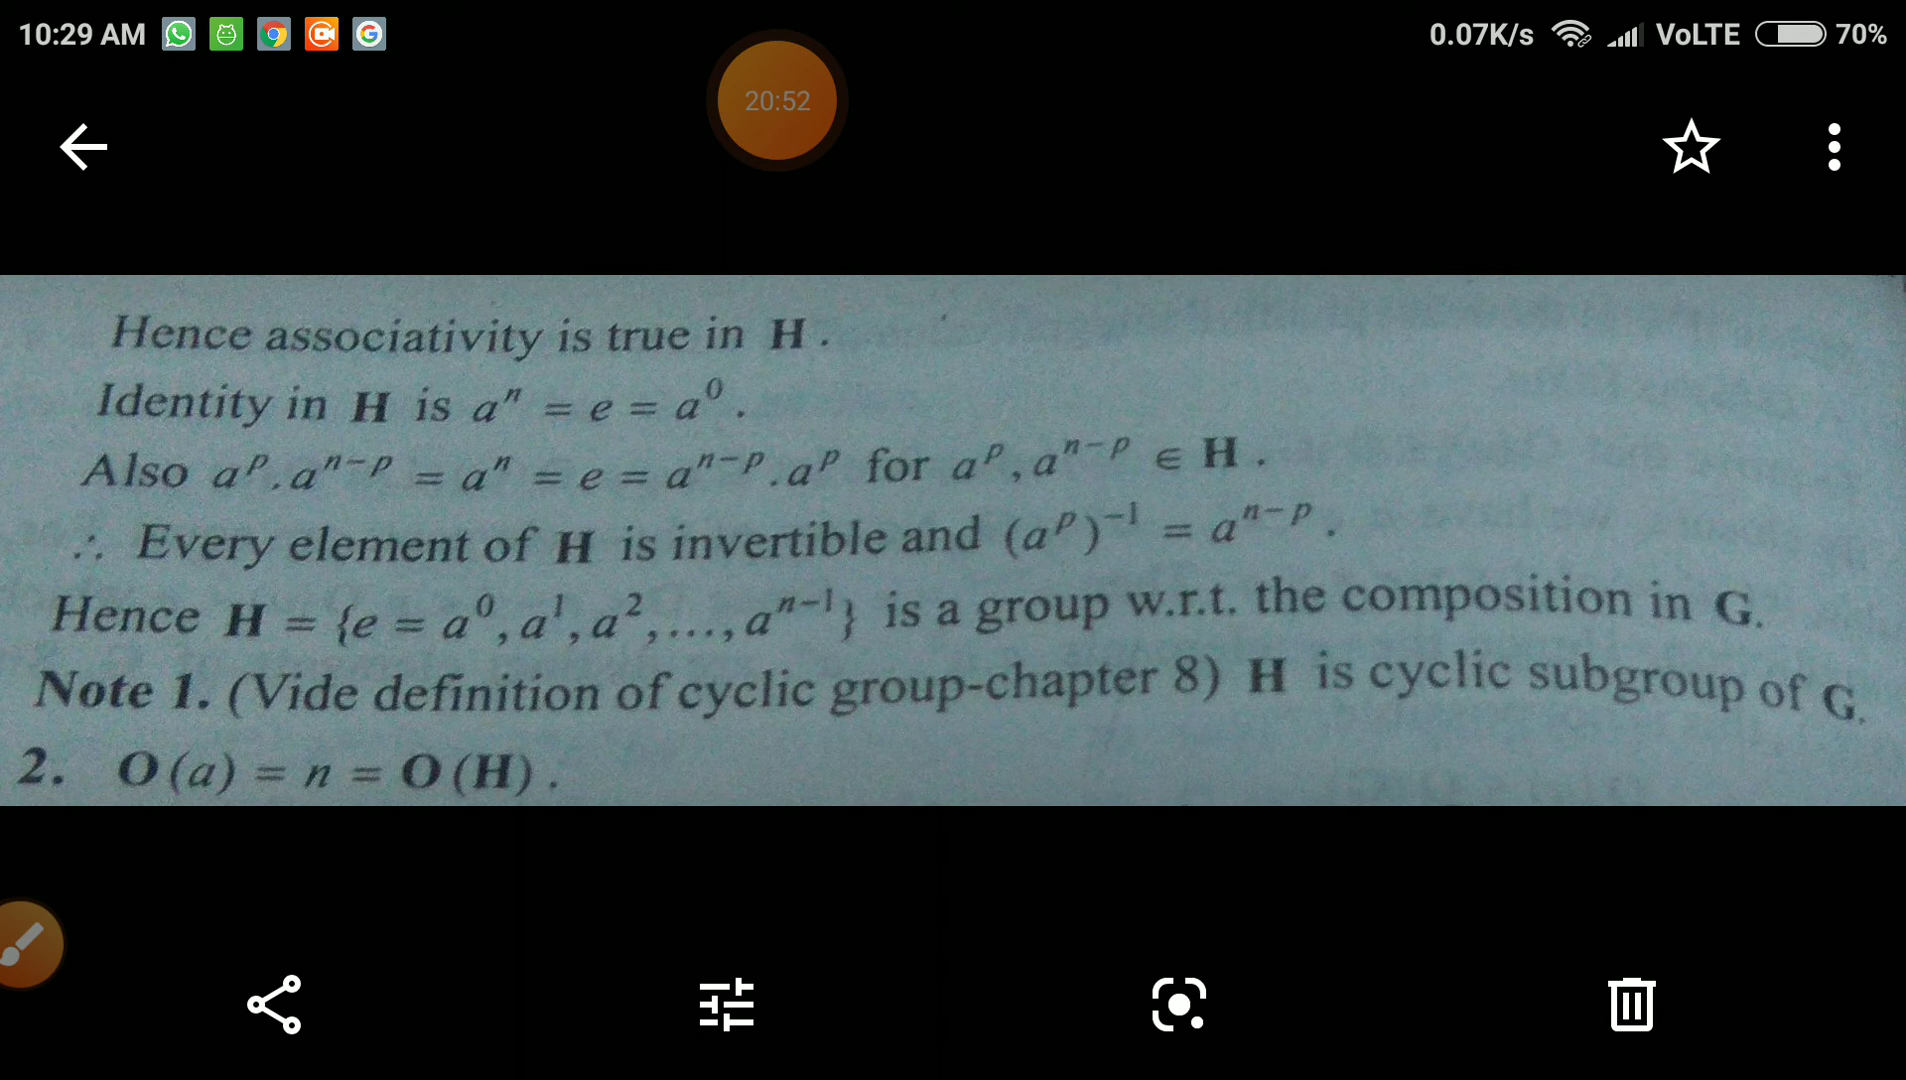 10:29 AM 0.07K/s VoLTE 70%
20:52
Hence associativity is true in H.
Identity in H is aⁿ = e = a⁰.
Also aᵖ.aⁿ⁻ᵖ = aⁿ = e = aⁿ⁻ᵖ.aᵖ for aᵖ, aⁿ⁻ᵖ ∈ H.
∴ Every element of H is invertible and (aᵖ)⁻¹ = aⁿ⁻ᵖ.
Hence H = {e = a⁰, a¹, a², ..., aⁿ⁻¹} is a group w.r.t. the composition in G.
Note 1. (Vide definition of cyclic group-chapter 8) H is cyclic subgroup of G.
2. O(a) = n = O(H).